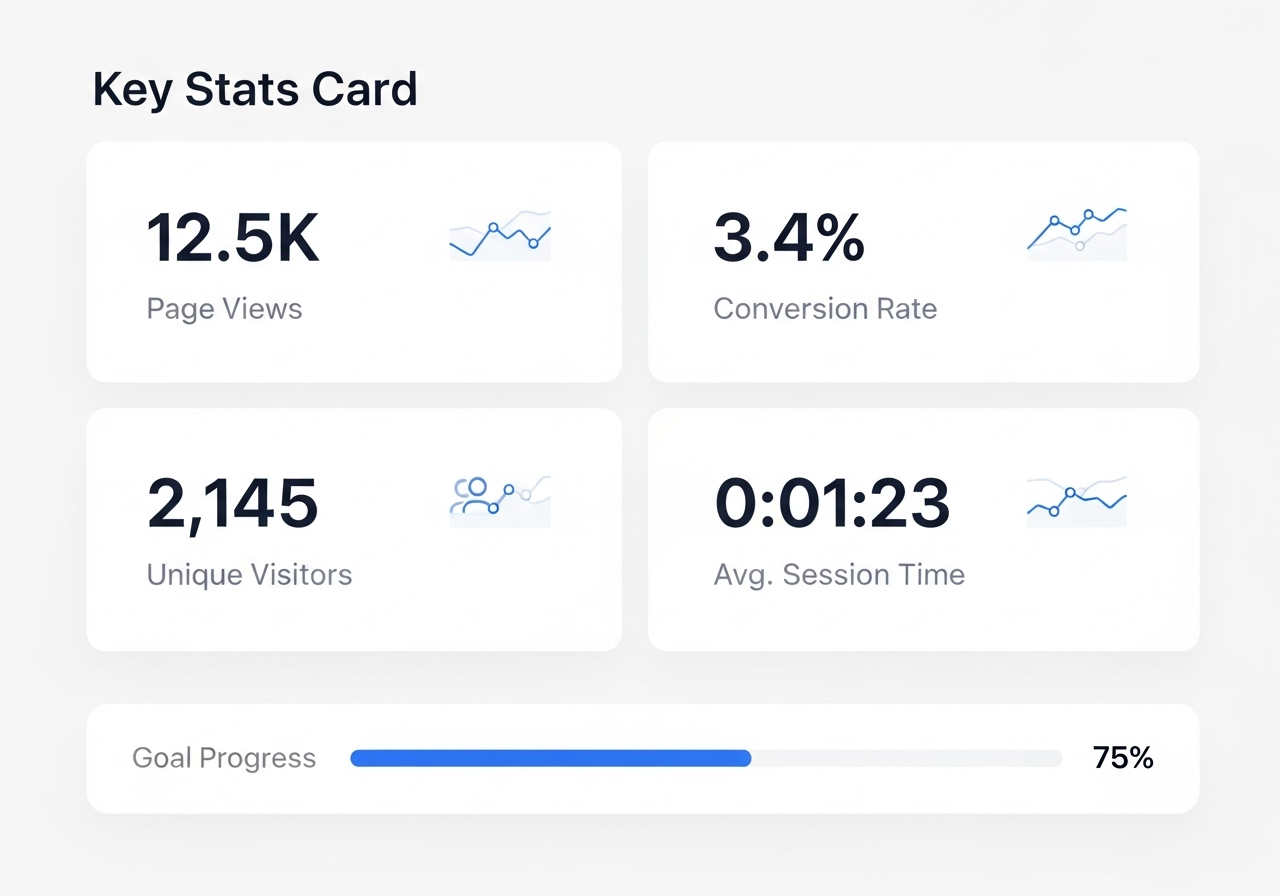 Key Stats Card
12.5K
Page Views
3.4%
Conversion Rate
2,145
Unique Visitors
0:01:23
Avg. Session Time
Goal Progress
75%